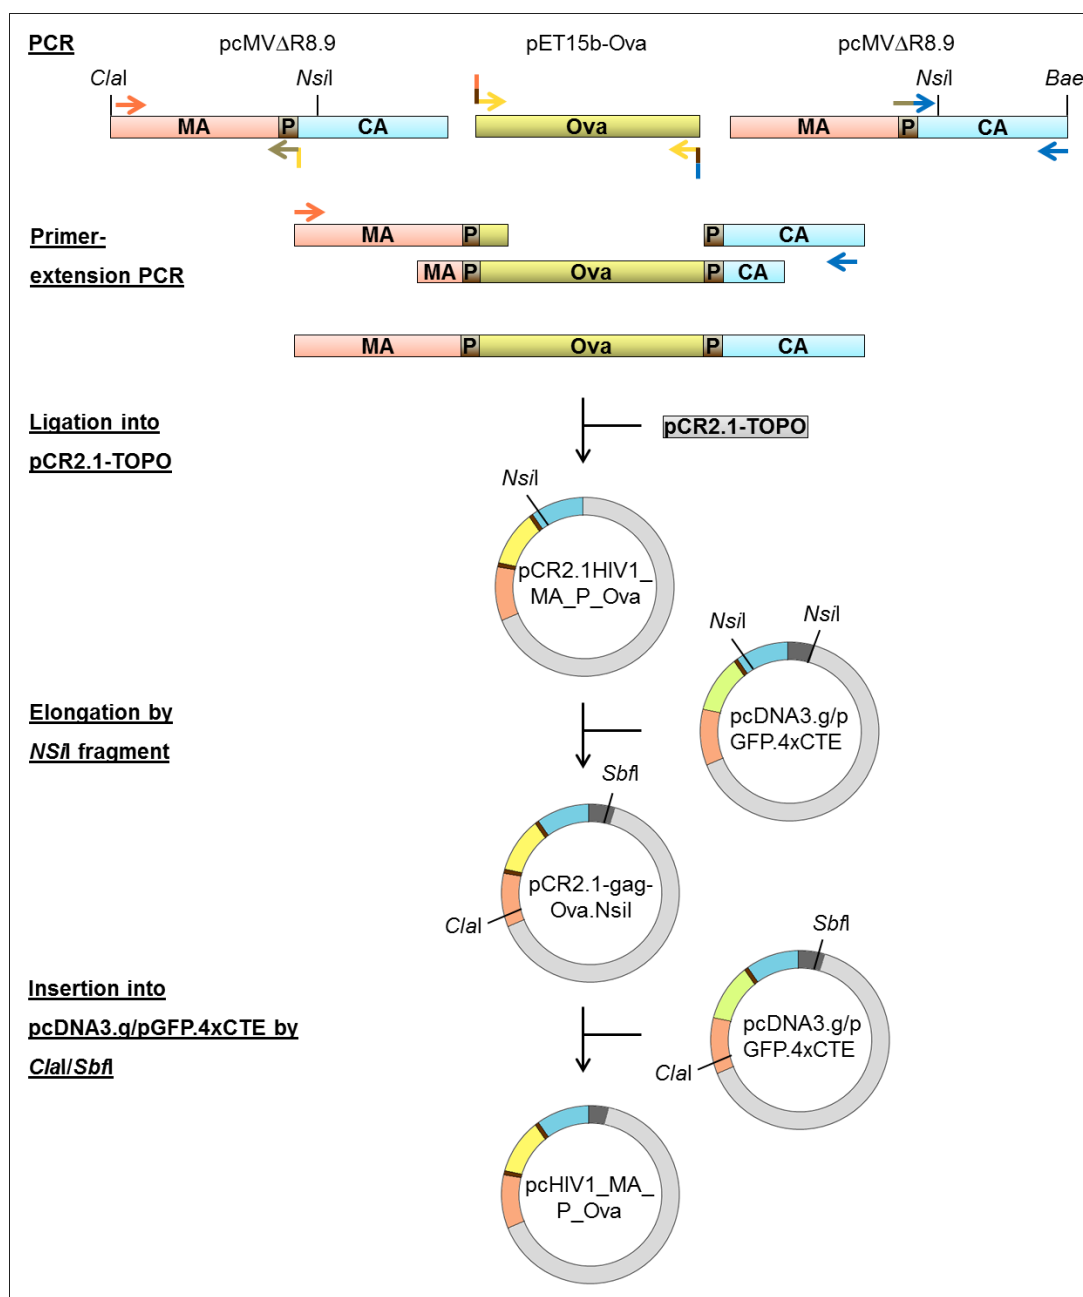 PCR
pcMVΔR8.9
pET15b-Ova
pcMVΔR8.9
ClaI
NsiI
NsiI
Bae
MA
P
CA
Ova
MA
P
CA
Primer-
extension PCR
MA
P
P
CA
MA
P
Ova
P
CA
MA
P
Ova
P
CA
Ligation into
pCR2.1-TOPO
pCR2.1-TOPO
NsiI
pCR2.1HIV1_
MA_P_Ova
NsiI
NsiI
pcDNA3.g/p
GFP.4xCTE
Elongation by
NSiI fragment
SbfI
pCR2.1-gag-
Ova.NsiI
ClaI
SbfI
pcDNA3.g/p
GFP.4xCTE
ClaI
Insertion into
pcDNA3.g/pGFP.4xCTE by
ClaI/SbfI
pcHIV1_MA_
P_Ova